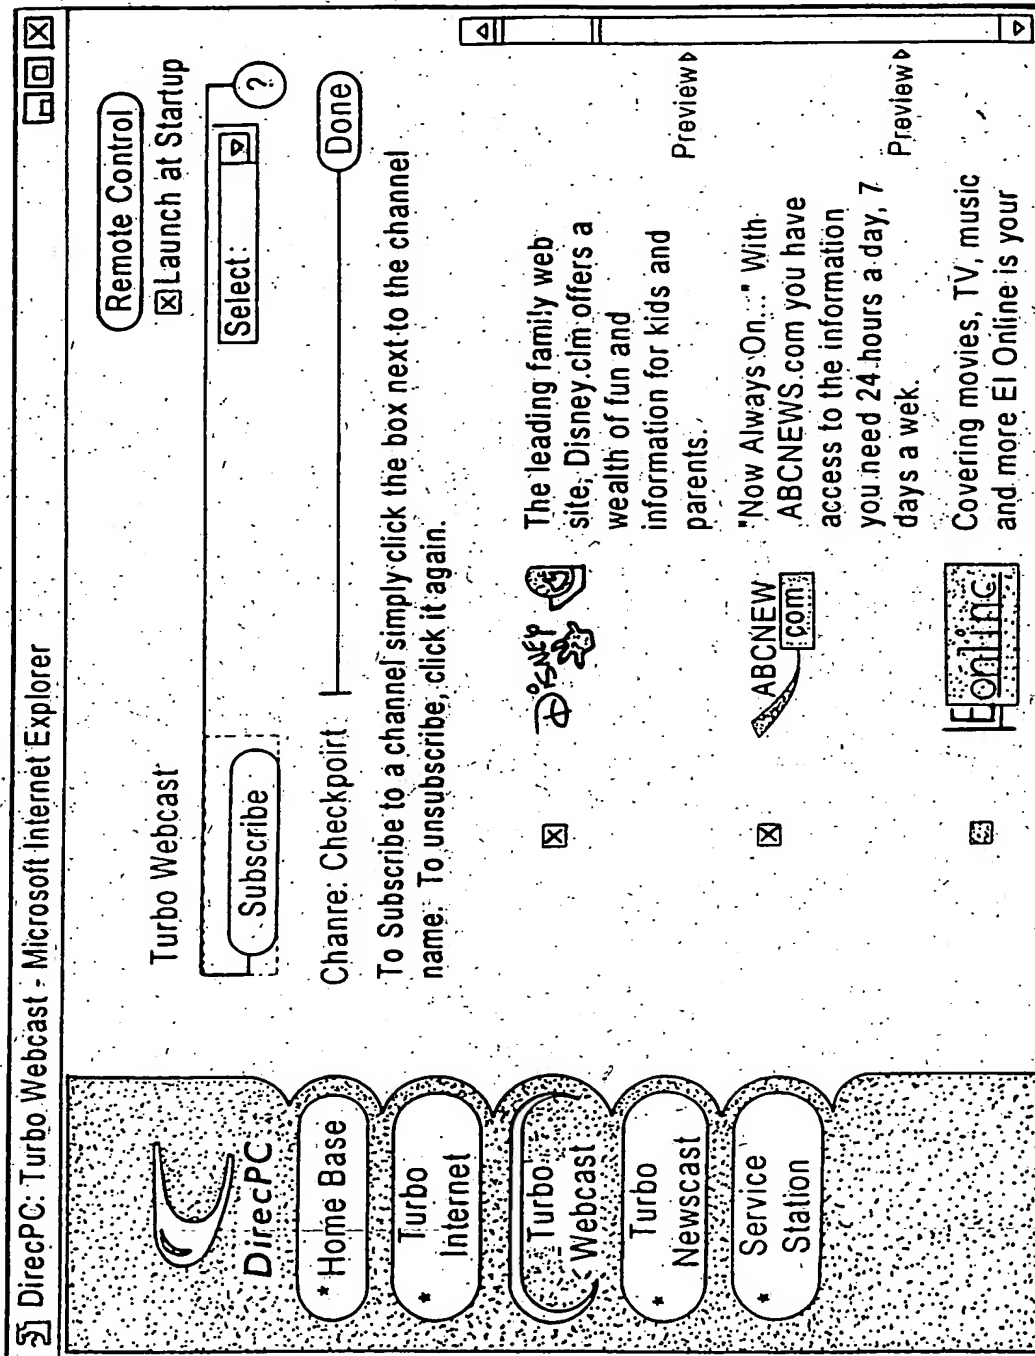 DirecPC: Turbo Webcast - Microsoft Internet Explorer
DirecPC
* Home Base
* Turbo
Internet
Turbo
Webcast
* Turbo
Newscast
* Service
Station
Turbo Webcast
Remote Control
Launch at Startup
Subscribe
Select:
?
Chanre: Checkpoirt
Done
To Subscribe to a channel simply click the box next to the channel
name. To unsubscribe, click it again.
DiSNEY
The leading family web
site, Disney.clm offers a
wealth of fun and
information for kids and
parents.
Preview
ABCNEW
com
"Now Always On..." With
ABCNEWS.com you have
access to the information
you need 24 hours a day, 7
days a wek.
Preview
E online
Covering movies, TV, music
and more El Online is your